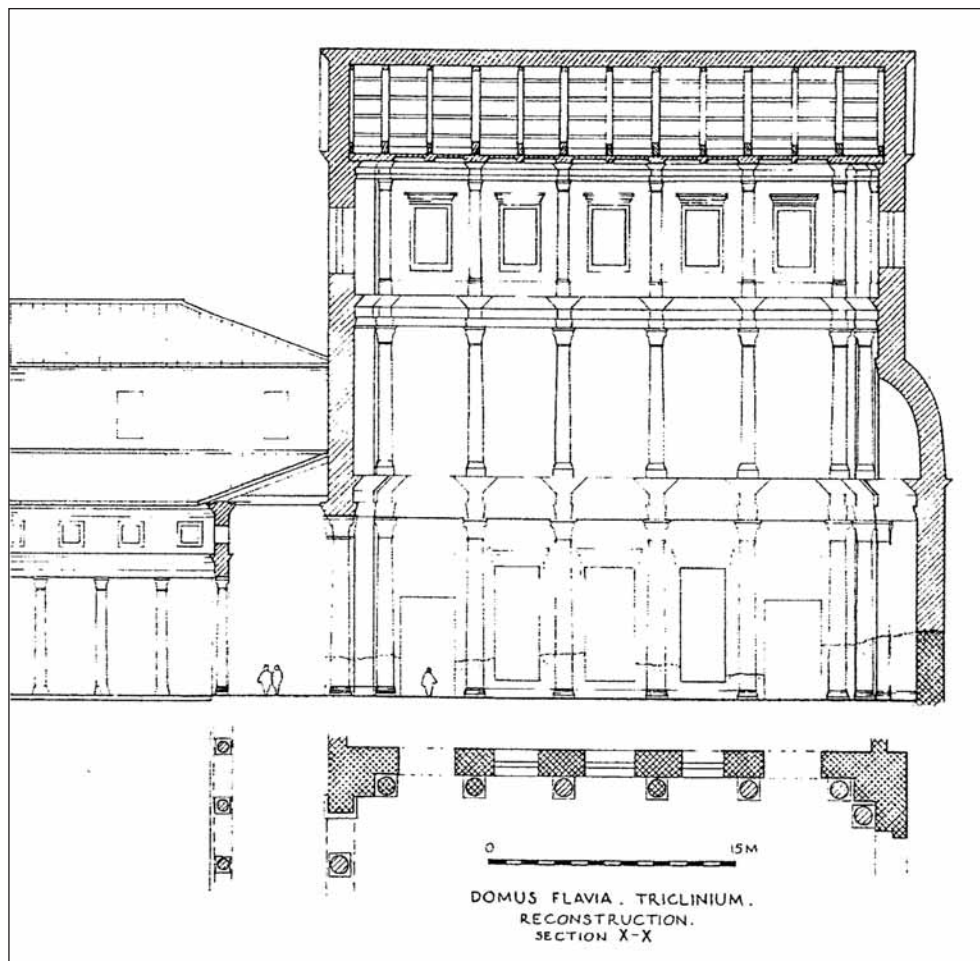 0 15M
DOMUS FLAVIA. TRICLINIUM.
RECONSTRUCTION.
SECTION X-X